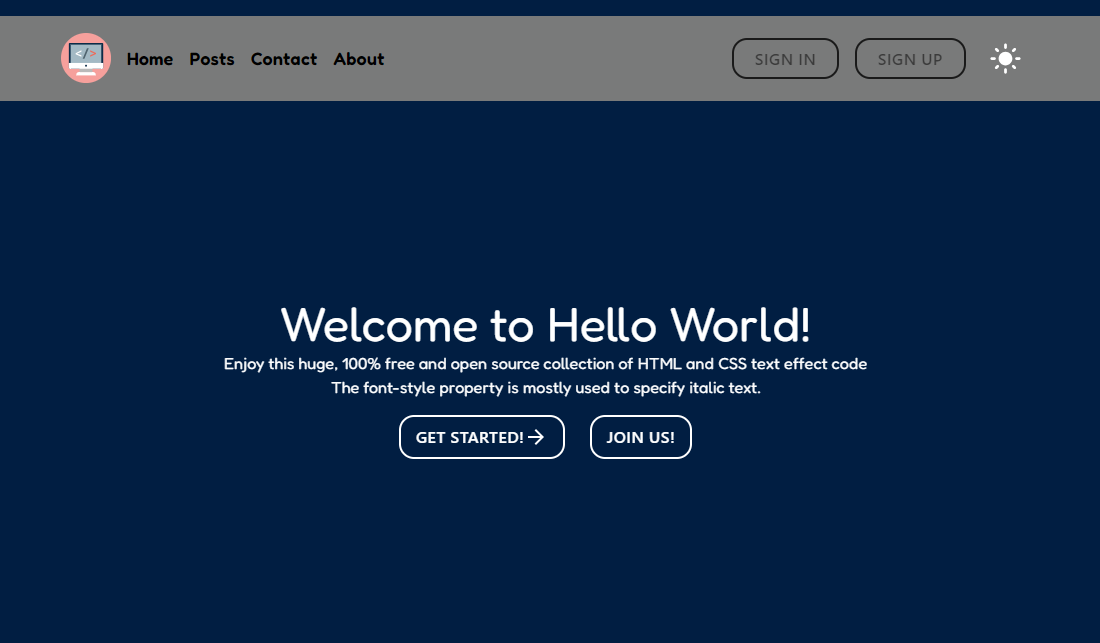 </> Home Posts Contact About SIGN IN SIGN UP
Welcome to Hello World!
Enjoy this huge, 100% free and open source collection of HTML and CSS text effect code
The font-style property is mostly used to specify italic text.
GET STARTED! → JOIN US!